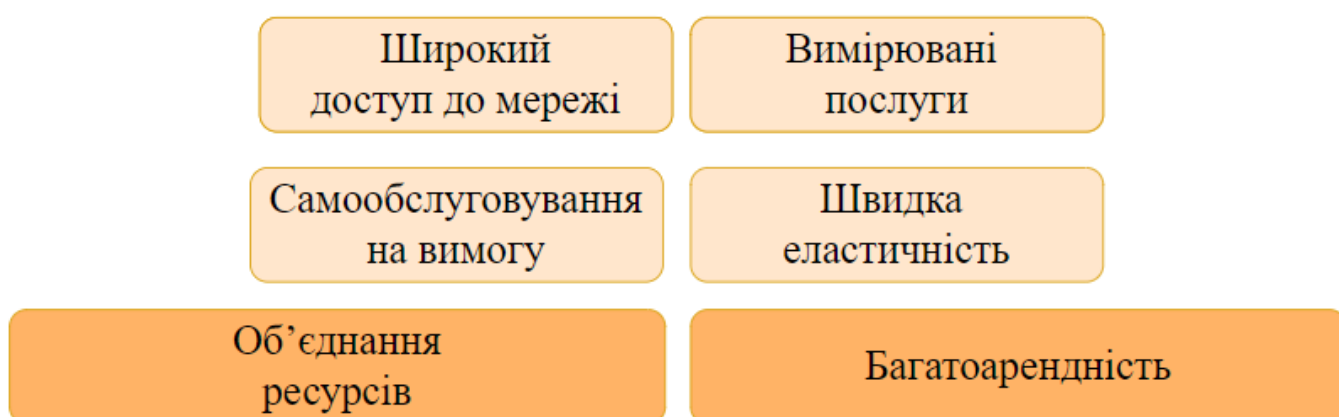 Широкий
доступ до мережі
Вимірювані
послуги
Самообслуговування
на вимогу
Швидка
еластичність
Об’єднання
ресурсів
Багатоарендність